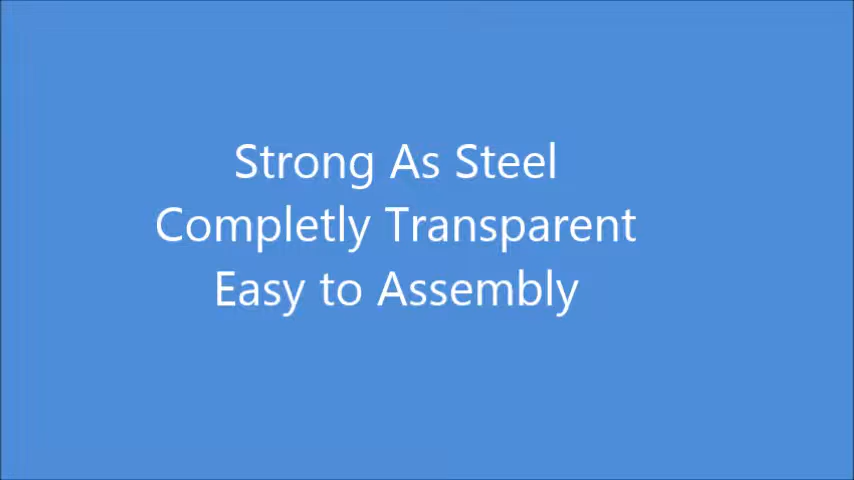 Strong As Steel
Completly Transparent
Easy to Assembly